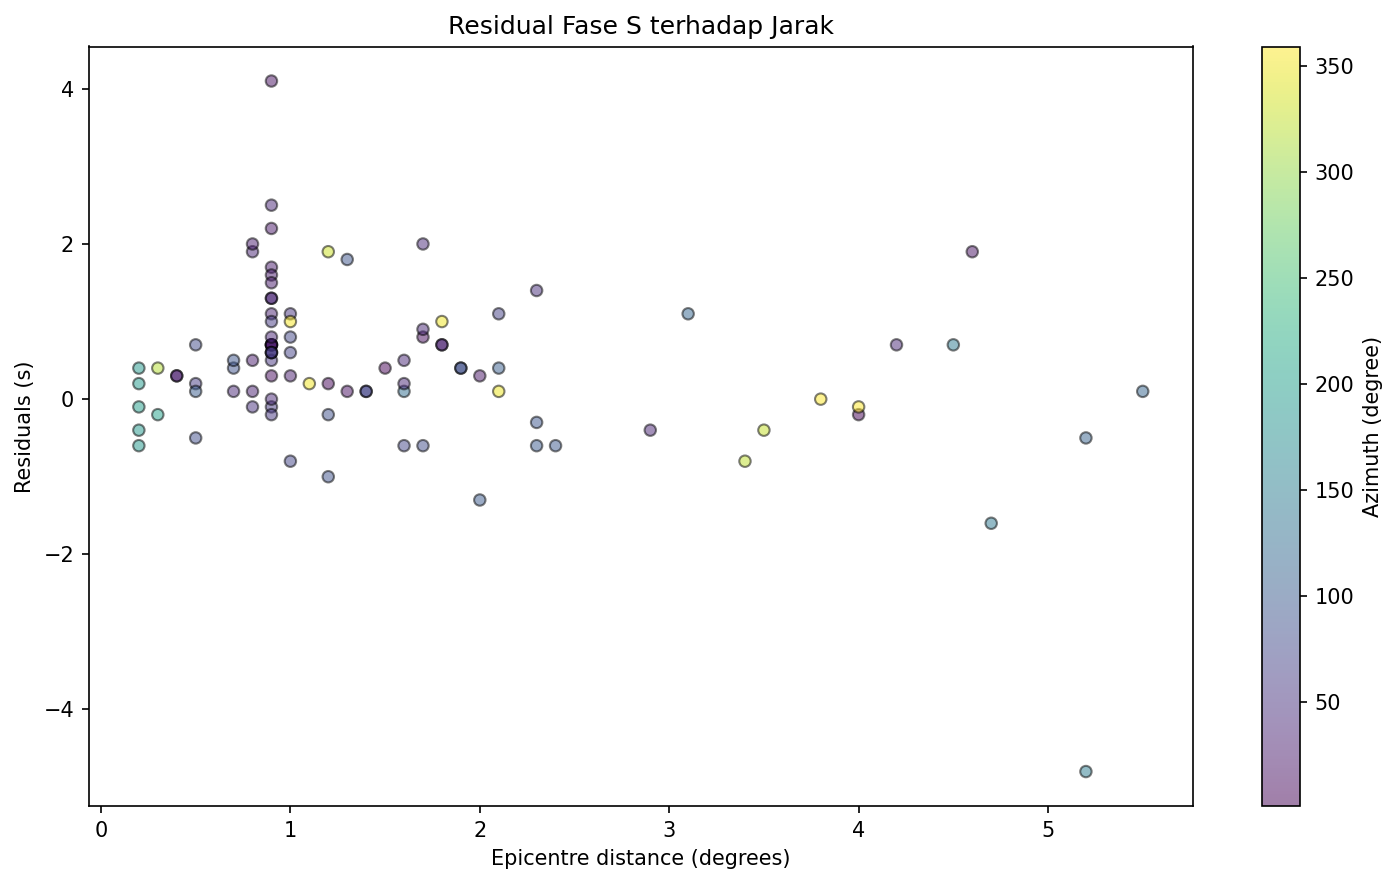 Residual Fase S terhadap Jarak
Residuals (s)
4
2
0
−2
−4
0 1 2 3 4 5
Epicentre distance (degrees)
350
300
250
200
150
100
50
Azimuth (degree)